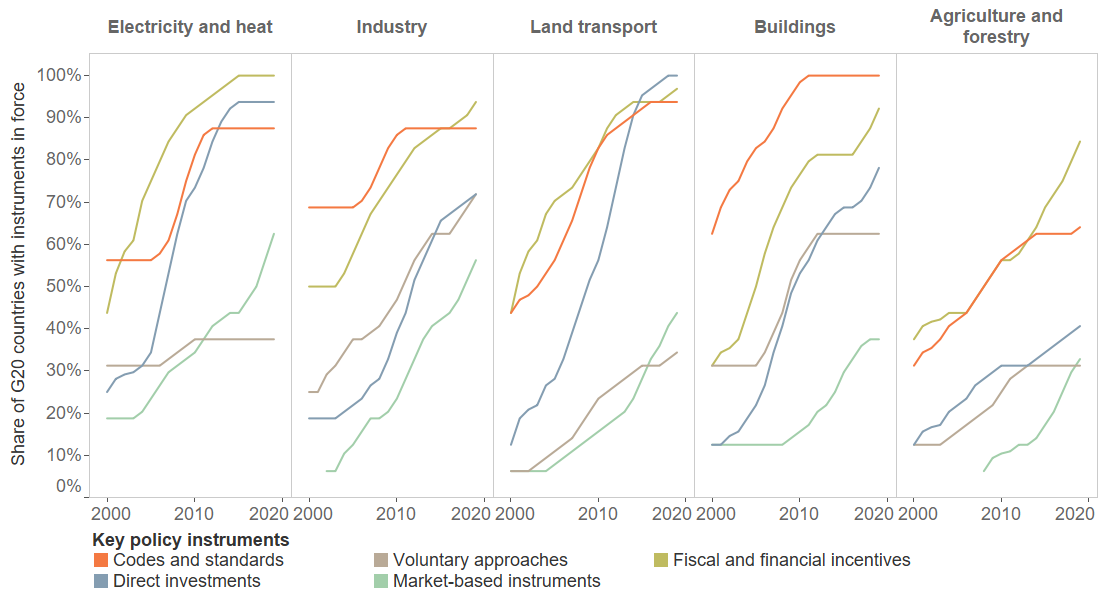 Electricity and heat
Industry
Land transport
Buildings
Agriculture and
forestry
Share of G20 countries with instruments in force
100%
90%
80%
70%
60%
50%
40%
30%
20%
10%
0%
2000 2010 2020 2000 2010 2020 2000 2010 2020 2000 2010 2020 2000 2010 2020
Key policy instruments
Codes and standards
Voluntary approaches
Fiscal and financial incentives
Direct investments
Market-based instruments